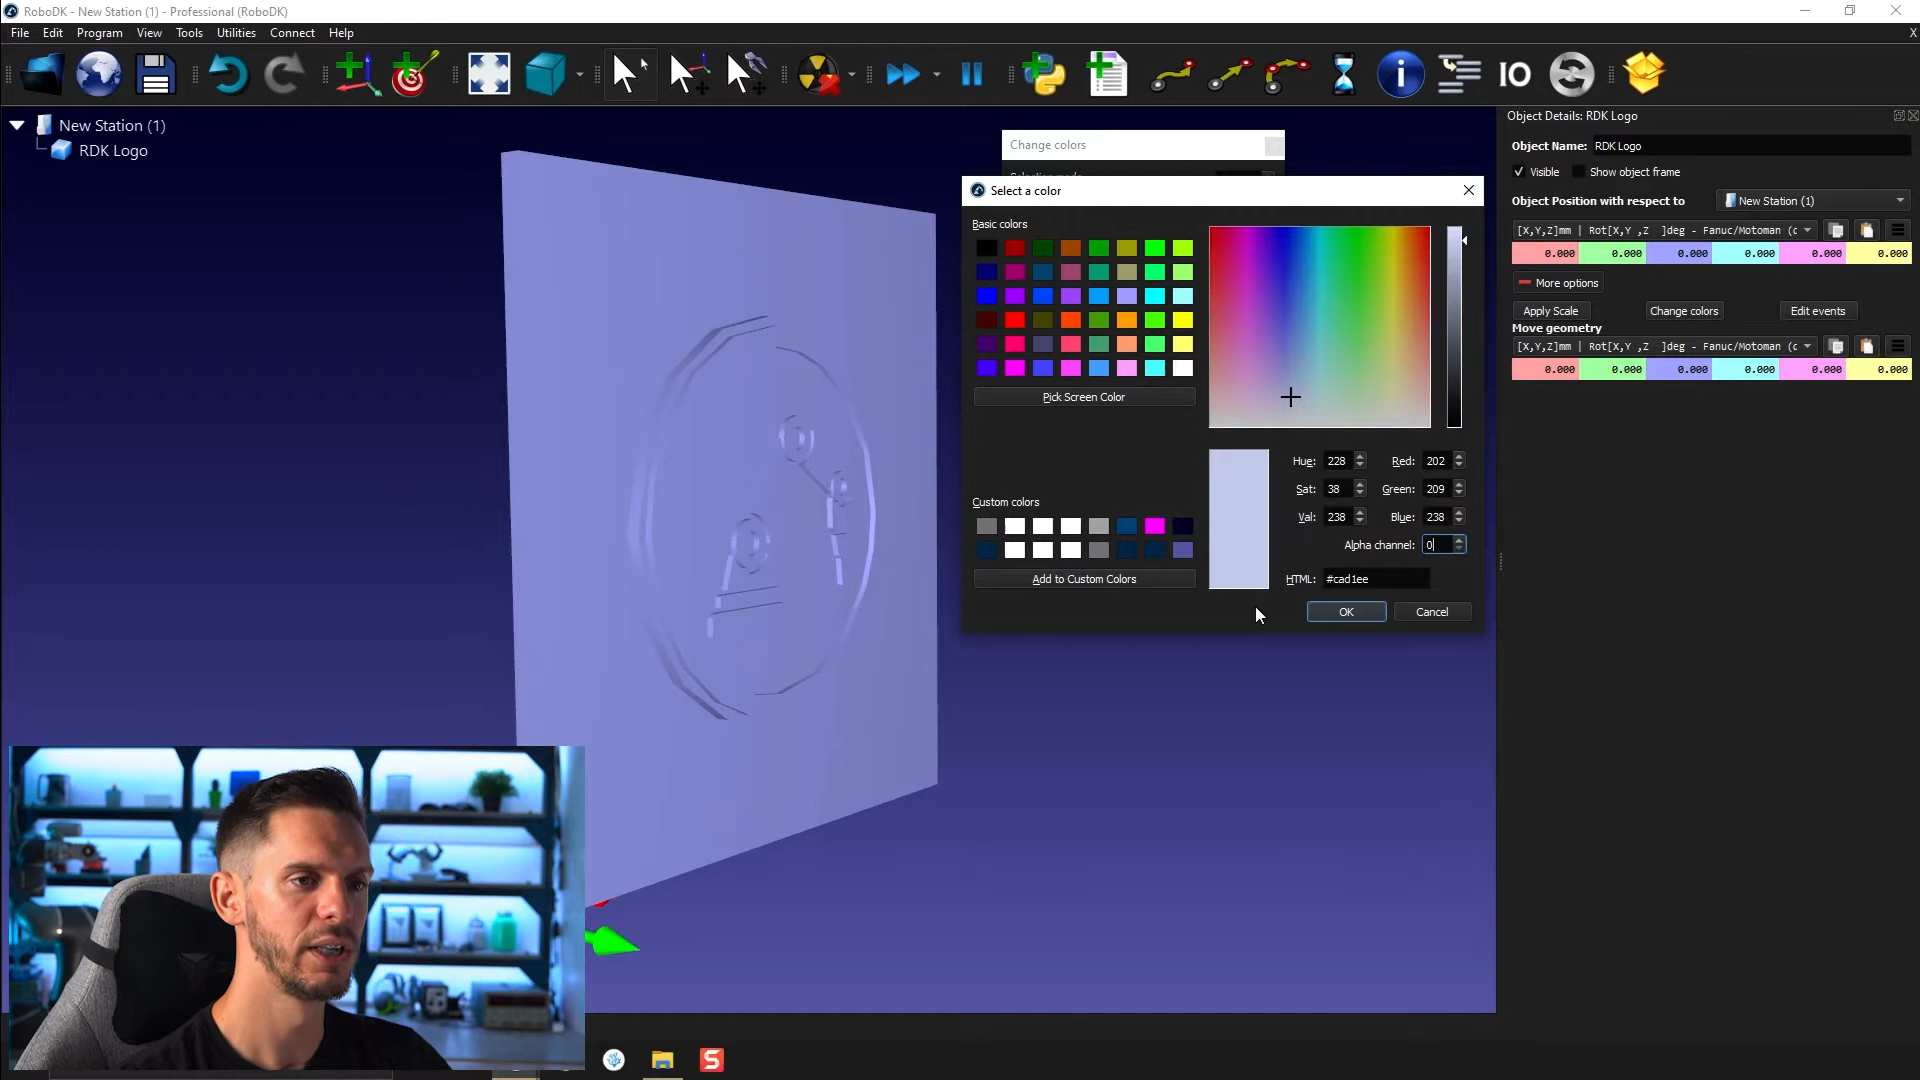 RoboDK - New Station (1) - Professional (RoboDK)
File Edit Program View Tools Utilities Connect Help X
IO
New Station (1)
RDK Logo
Change colors
Select a color
Basic colors
Pick Screen Color
Custom colors
Add to Custom Colors
Hue: 228 Red: 202
Sat: 38 Green: 209
Val: 238 Blue: 238
Alpha channel: 0
HTML: #cad1ee
OK Cancel
Object Details: RDK Logo
Object Name: RDK Logo
Visible Show object frame
Object Position with respect to New Station (1)
[X,Y,Z]mm | Rot[X,Y ,Z ]deg - Fanuc/Motoman (c
0.000 0.000 0.000 0.000 0.000 0.000
More options
Apply Scale Change colors Edit events
Move geometry
[X,Y,Z]mm | Rot[X,Y ,Z ]deg - Fanuc/Motoman (c
0.000 0.000 0.000 0.000 0.000 0.000
S